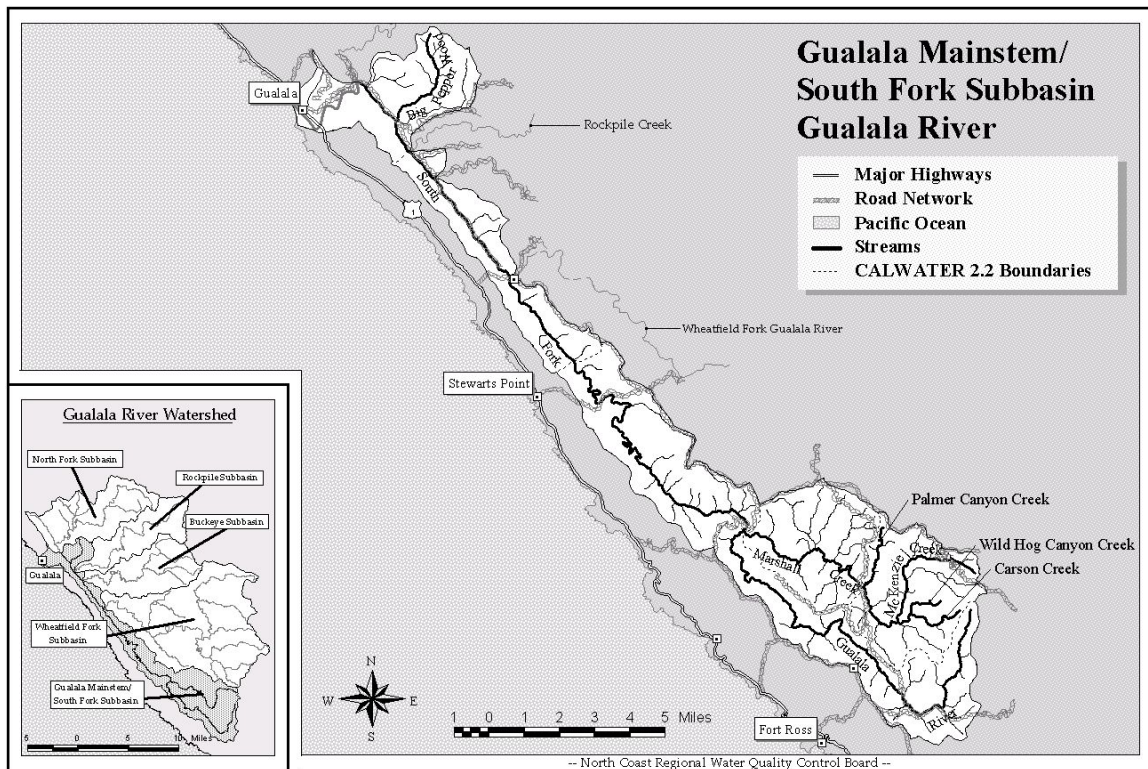 Gualala Mainstem/
South Fork Subbasin
Gualala River
Major Highways
Road Network
Pacific Ocean
Streams
CALWATER 2.2 Boundaries
Gualala
Big Pepper Wood
Rockpile Creek
South
1
Wheatfield Fork Gualala River
Fork
Stewarts Point
Palmer Canyon Creek
Wild Hog Canyon Creek
Carson Creek
Marshall
Creek
McKenzie
Creek
Gualala
River
Fort Ross
N
W E
S
1 0 1 2 3 4 5 Miles
Gualala River Watershed
North Fork Subbasin
Rockpile Subbasin
Buckeye Subbasin
Gualala
Wheatfield Fork
Subbasin
Gualala Mainstem/
South Fork Subbasin
5 0 5 10 Miles
-- North Coast Regional Water Quality Control Board --